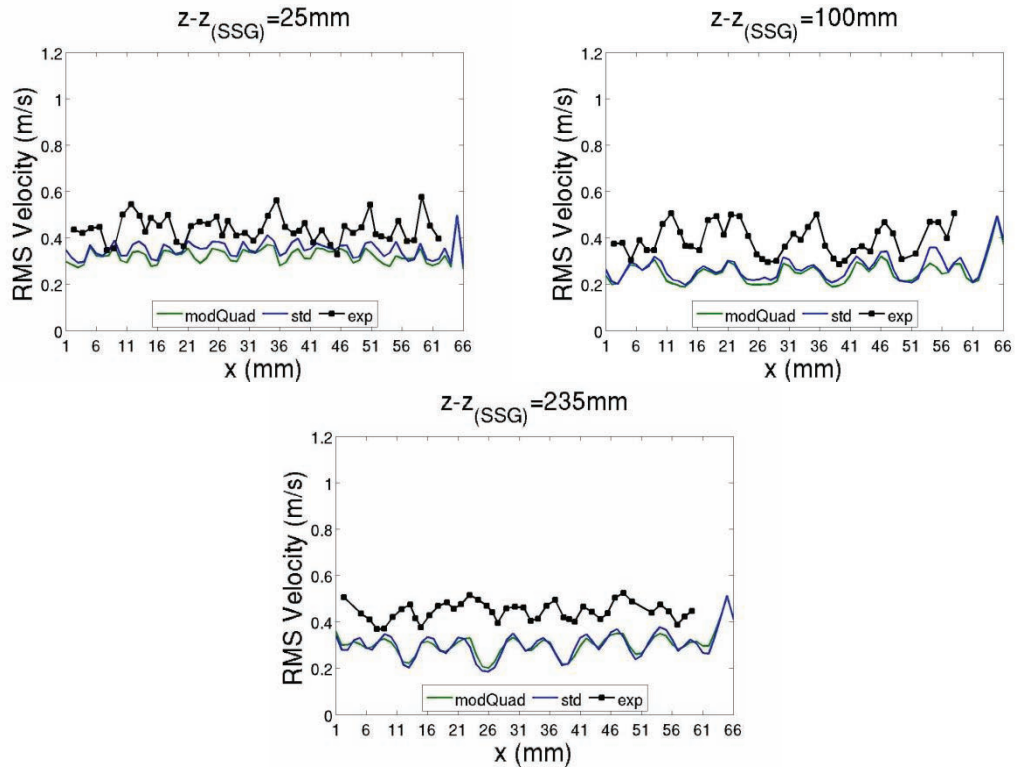 z-z(SSG)=25mm
1.2
1
0.8
0.6
0.4
0.2
0
RMS Velocity (m/s)
modQuad std exp
1 6 11 16 21 26 31 36 41 46 51 56 61 66
x (mm)
z-z(SSG)=100mm
1.2
1
0.8
0.6
0.4
0.2
0
RMS Velocity (m/s)
modQuad std exp
1 6 11 16 21 26 31 36 41 46 51 56 61 66
x (mm)
z-z(SSG)=235mm
1.2
1
0.8
0.6
0.4
0.2
0
RMS Velocity (m/s)
modQuad std exp
1 6 11 16 21 26 31 36 41 46 51 56 61 66
x (mm)